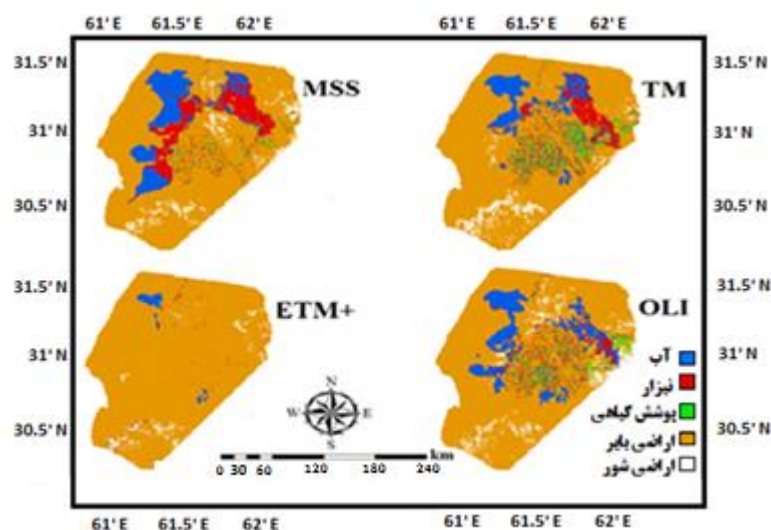 61° E 61.5° E 62° E 61° E 61.5° E 62° E
31.5° N 31.5° N
MSS TM
31° N 31° N
30.5° N 30.5° N
31.5° N 31.5° N
ETM+ OLI
31° N 31° N
30.5° N 30.5° N
آب
نیزار
پوشش گیاهی
اراضی بایر
اراضی شور
N
W E
S
km
0 30 60 120 180 240
61° E 61.5° E 62° E 61° E 61.5° E 62° E